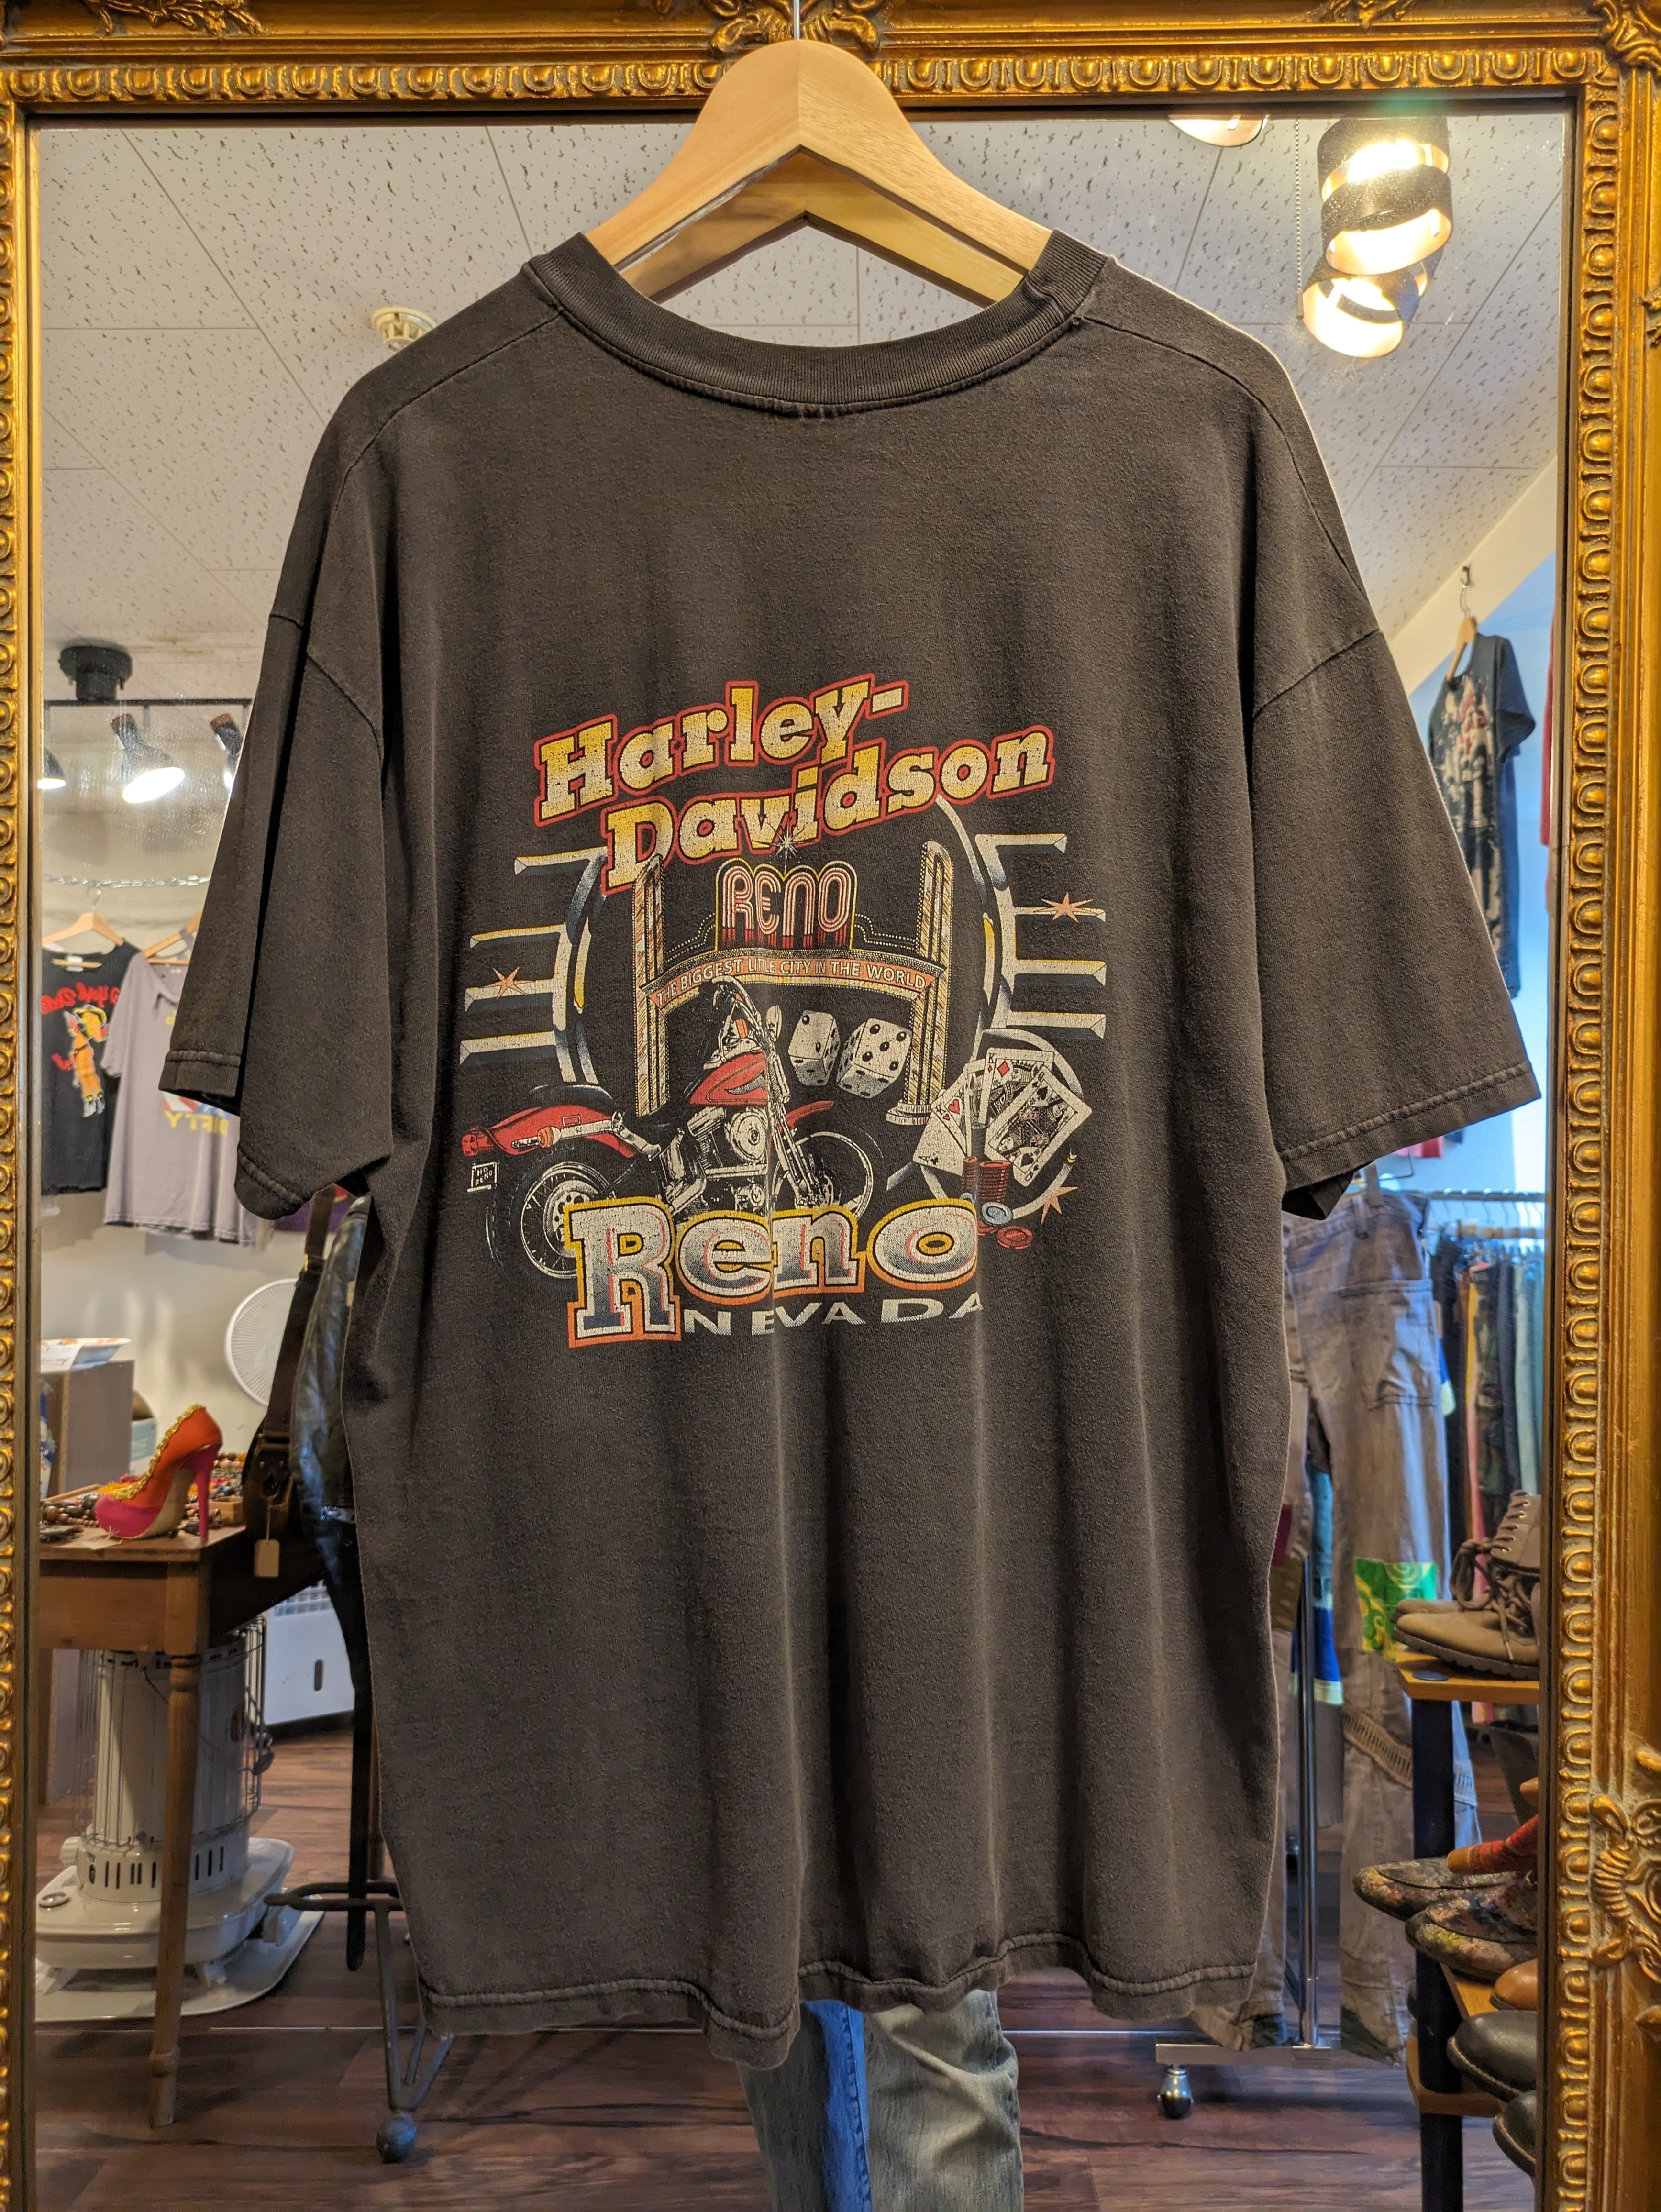 Harley-
Davidson
RENO
THE BIGGEST LITTLE CITY IN THE WORLD
Reno
NEVADA